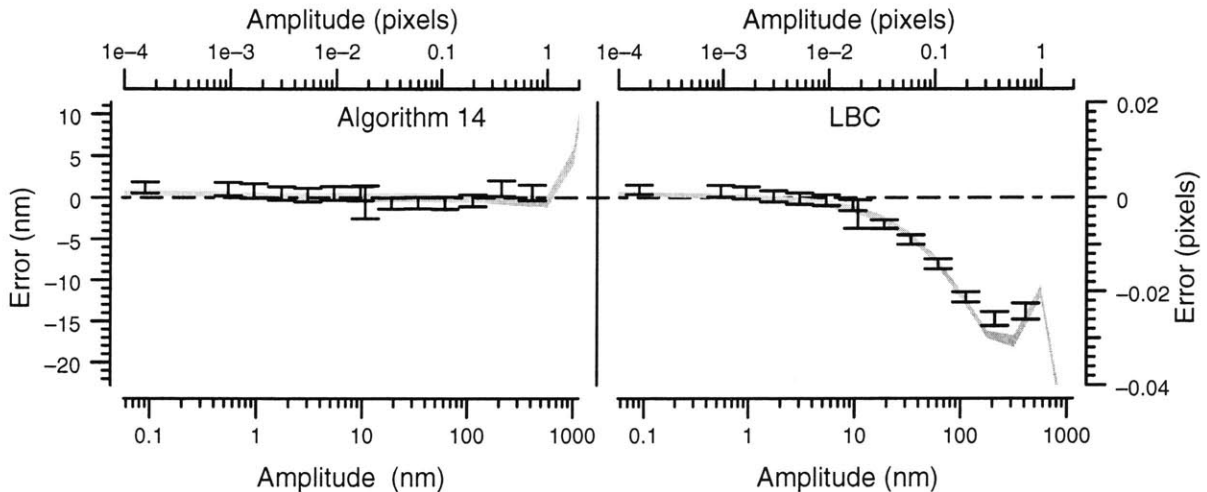 Amplitude (pixels) Amplitude (pixels)
1e−4 1e−3 1e−2 0.1 1 1e−4 1e−3 1e−2 0.1 1
Algorithm 14 LBC
10
5
0
−5
−10
−15
−20
Error (nm)
0.02
0
−0.02
−0.04
Error (pixels)
0.1 1 10 100 1000 0.1 1 10 100 1000
Amplitude (nm) Amplitude (nm)